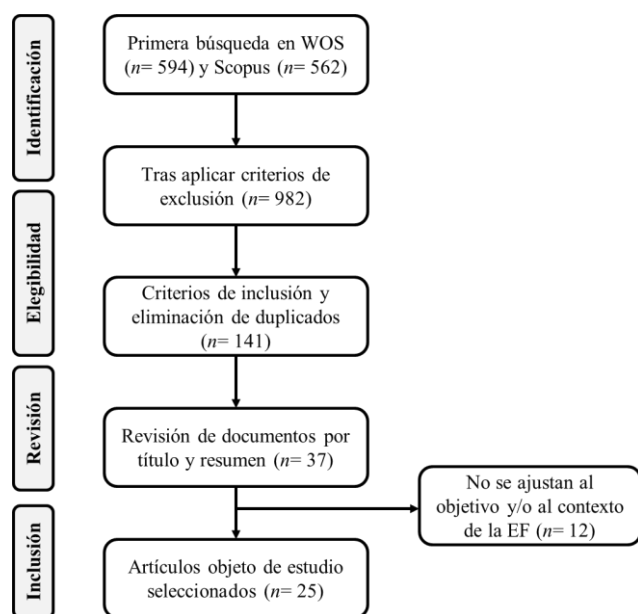 Identificación
Primera búsqueda en WOS
(n= 594) y Scopus (n= 562)
Tras aplicar criterios de
exclusión (n= 982)
Elegibilidad
Criterios de inclusión y
eliminación de duplicados
(n= 141)
Revisión
Revisión de documentos por
título y resumen (n= 37)
No se ajustan al
objetivo y/o al contexto
de la EF (n= 12)
Inclusión
Artículos objeto de estudio
seleccionados (n= 25)